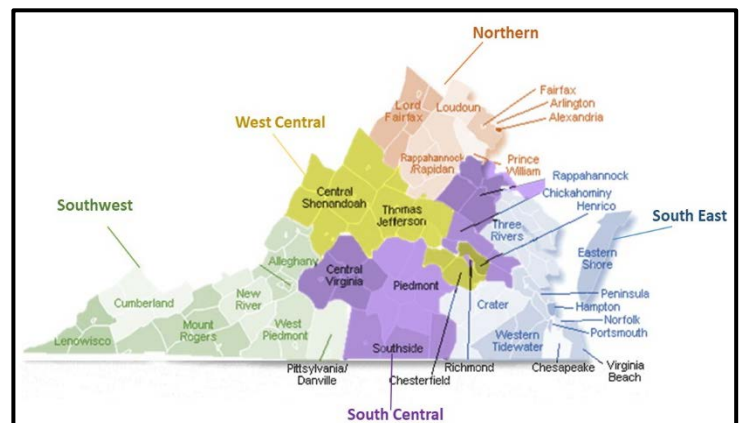 Northern
Fairfax
Arlington
Alexandria
Lord
Fairfax
Loudoun
West Central
Rappahannock
/Rapidan
Prince
William
Rappahannock
Chickahominy
Henrico
Central
Shenandoah
Thomas
Jefferson
Three
Rivers
Southwest
South East
Alleghany
Eastern
Shore
Central
Virginia
Piedmont
Cumberland
New
River
Crater
Peninsula
Hampton
Norfolk
Portsmouth
Mount
Rogers
West
Piedmont
Western
Tidewater
Lenowisco
Southside
Pittsylvania/
Danville
Chesterfield
Richmond
Chesapeake
Virginia
Beach
South Central